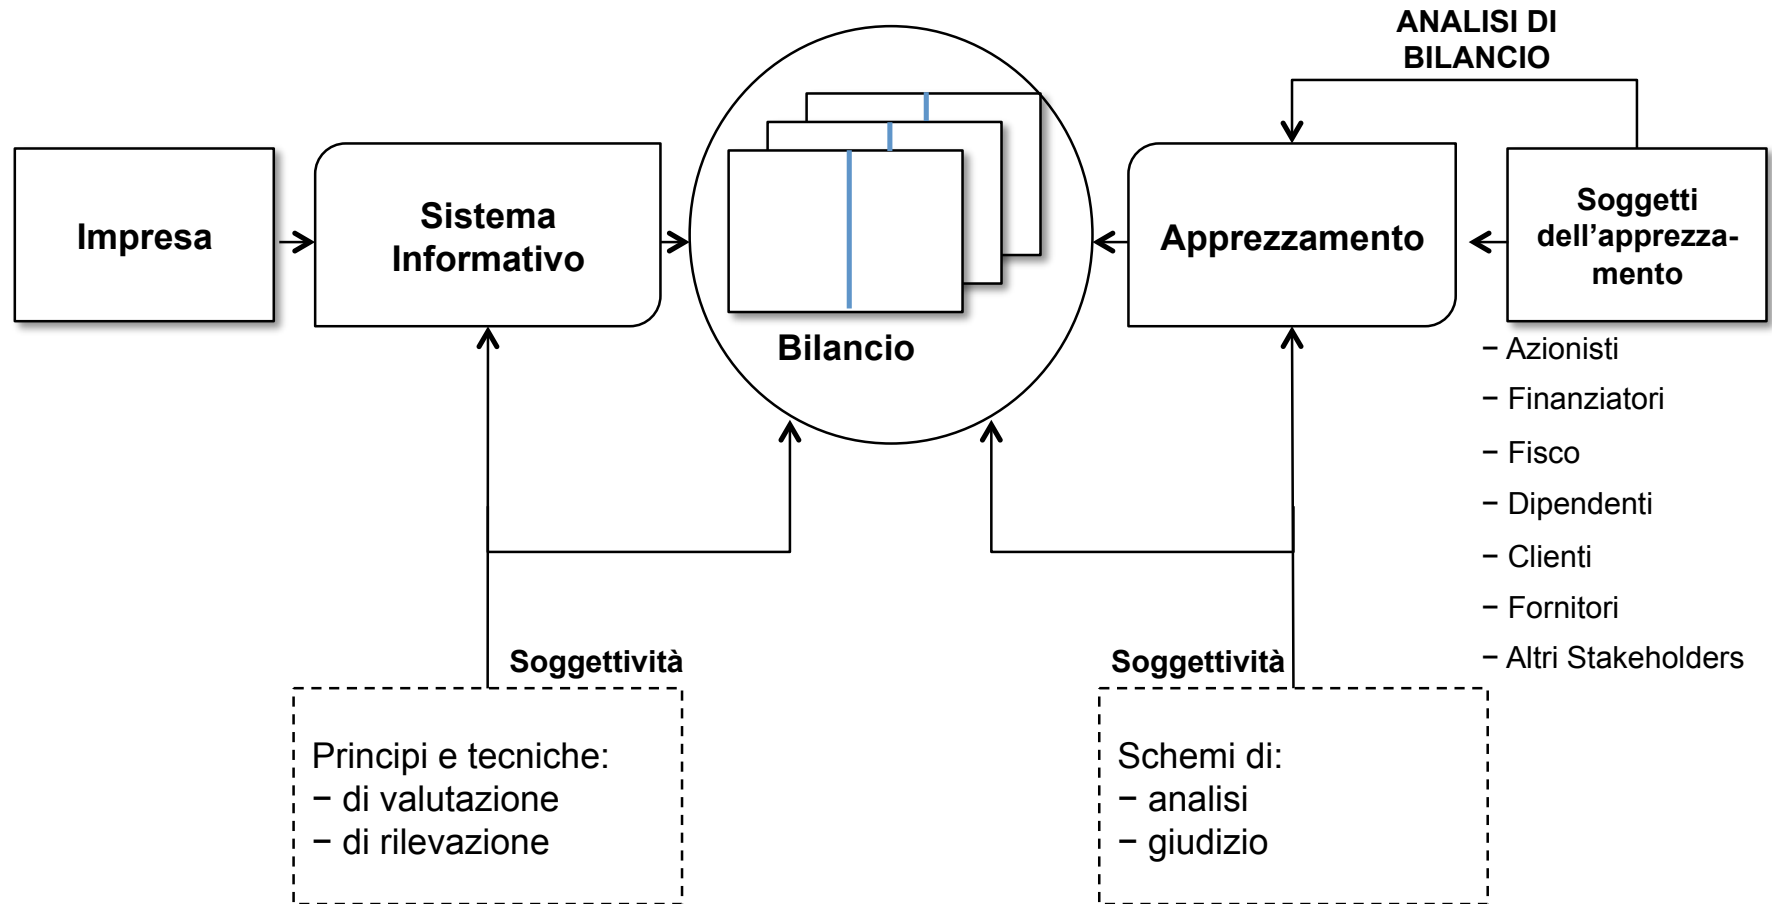 ANALISI DI
BILANCIO
Impresa
Sistema
Informativo
Bilancio
Apprezzamento
Soggetti
dell’apprezza-
mento
− Azionisti
− Finanziatori
− Fisco
− Dipendenti
− Clienti
− Fornitori
− Altri Stakeholders
Soggettività
Principi e tecniche:
− di valutazione
− di rilevazione
Soggettività
Schemi di:
− analisi
− giudizio